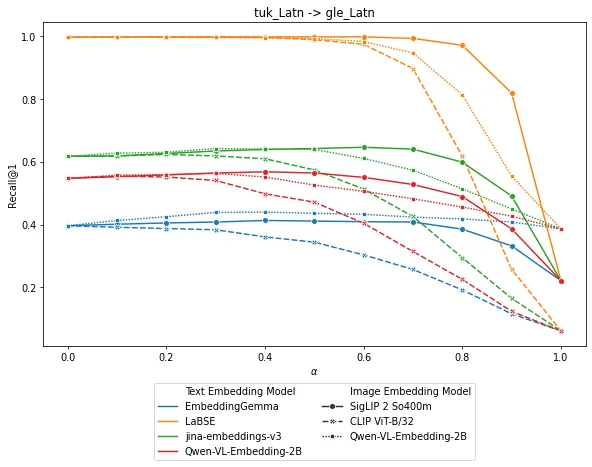 tuk_Latn -> gle_Latn
Recall@1
1.0
0.8
0.6
0.4
0.2
0.0 0.2 0.4 0.6 0.8 1.0
α
Text Embedding Model Image Embedding Model
EmbeddingGemma SigLIP 2 So400m
LaBSE CLIP ViT-B/32
jina-embeddings-v3 Qwen-VL-Embedding-2B
Qwen-VL-Embedding-2B